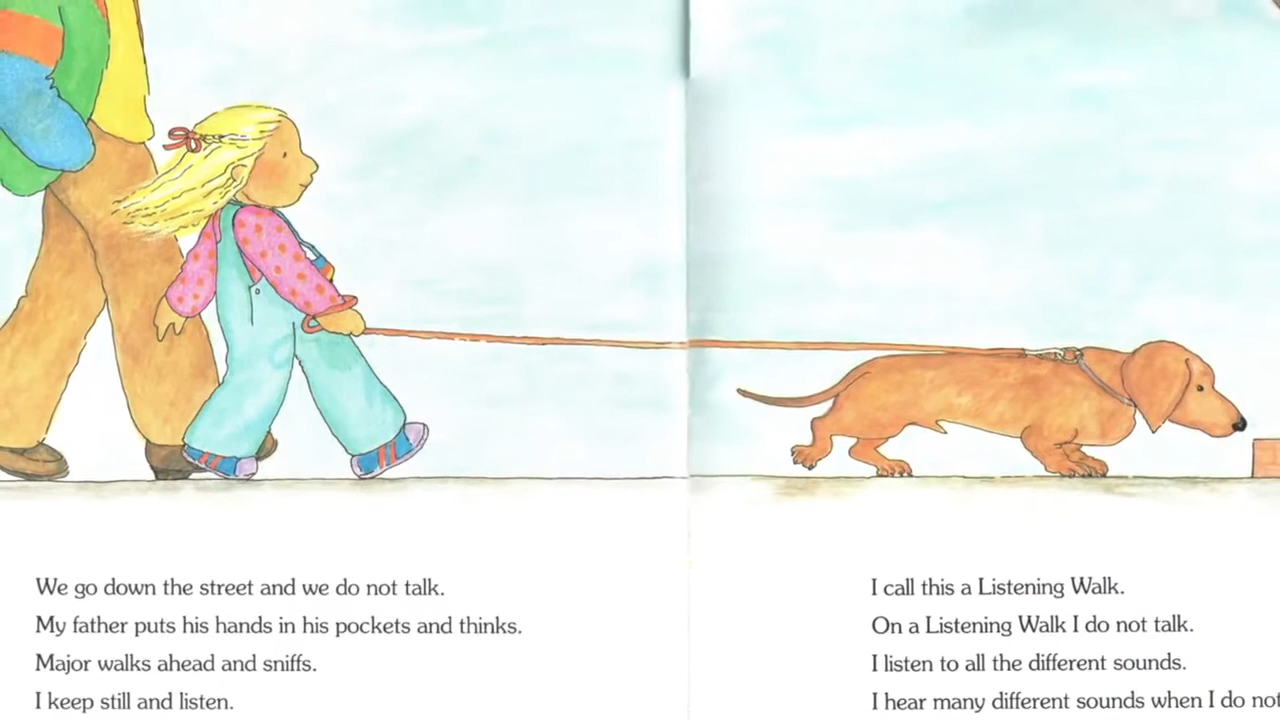 We go down the street and we do not talk.
My father puts his hands in his pockets and thinks.
Major walks ahead and sniffs.
I keep still and listen.
I call this a Listening Walk.
On a Listening Walk I do not talk.
I listen to all the different sounds.
I hear many different sounds when I do not